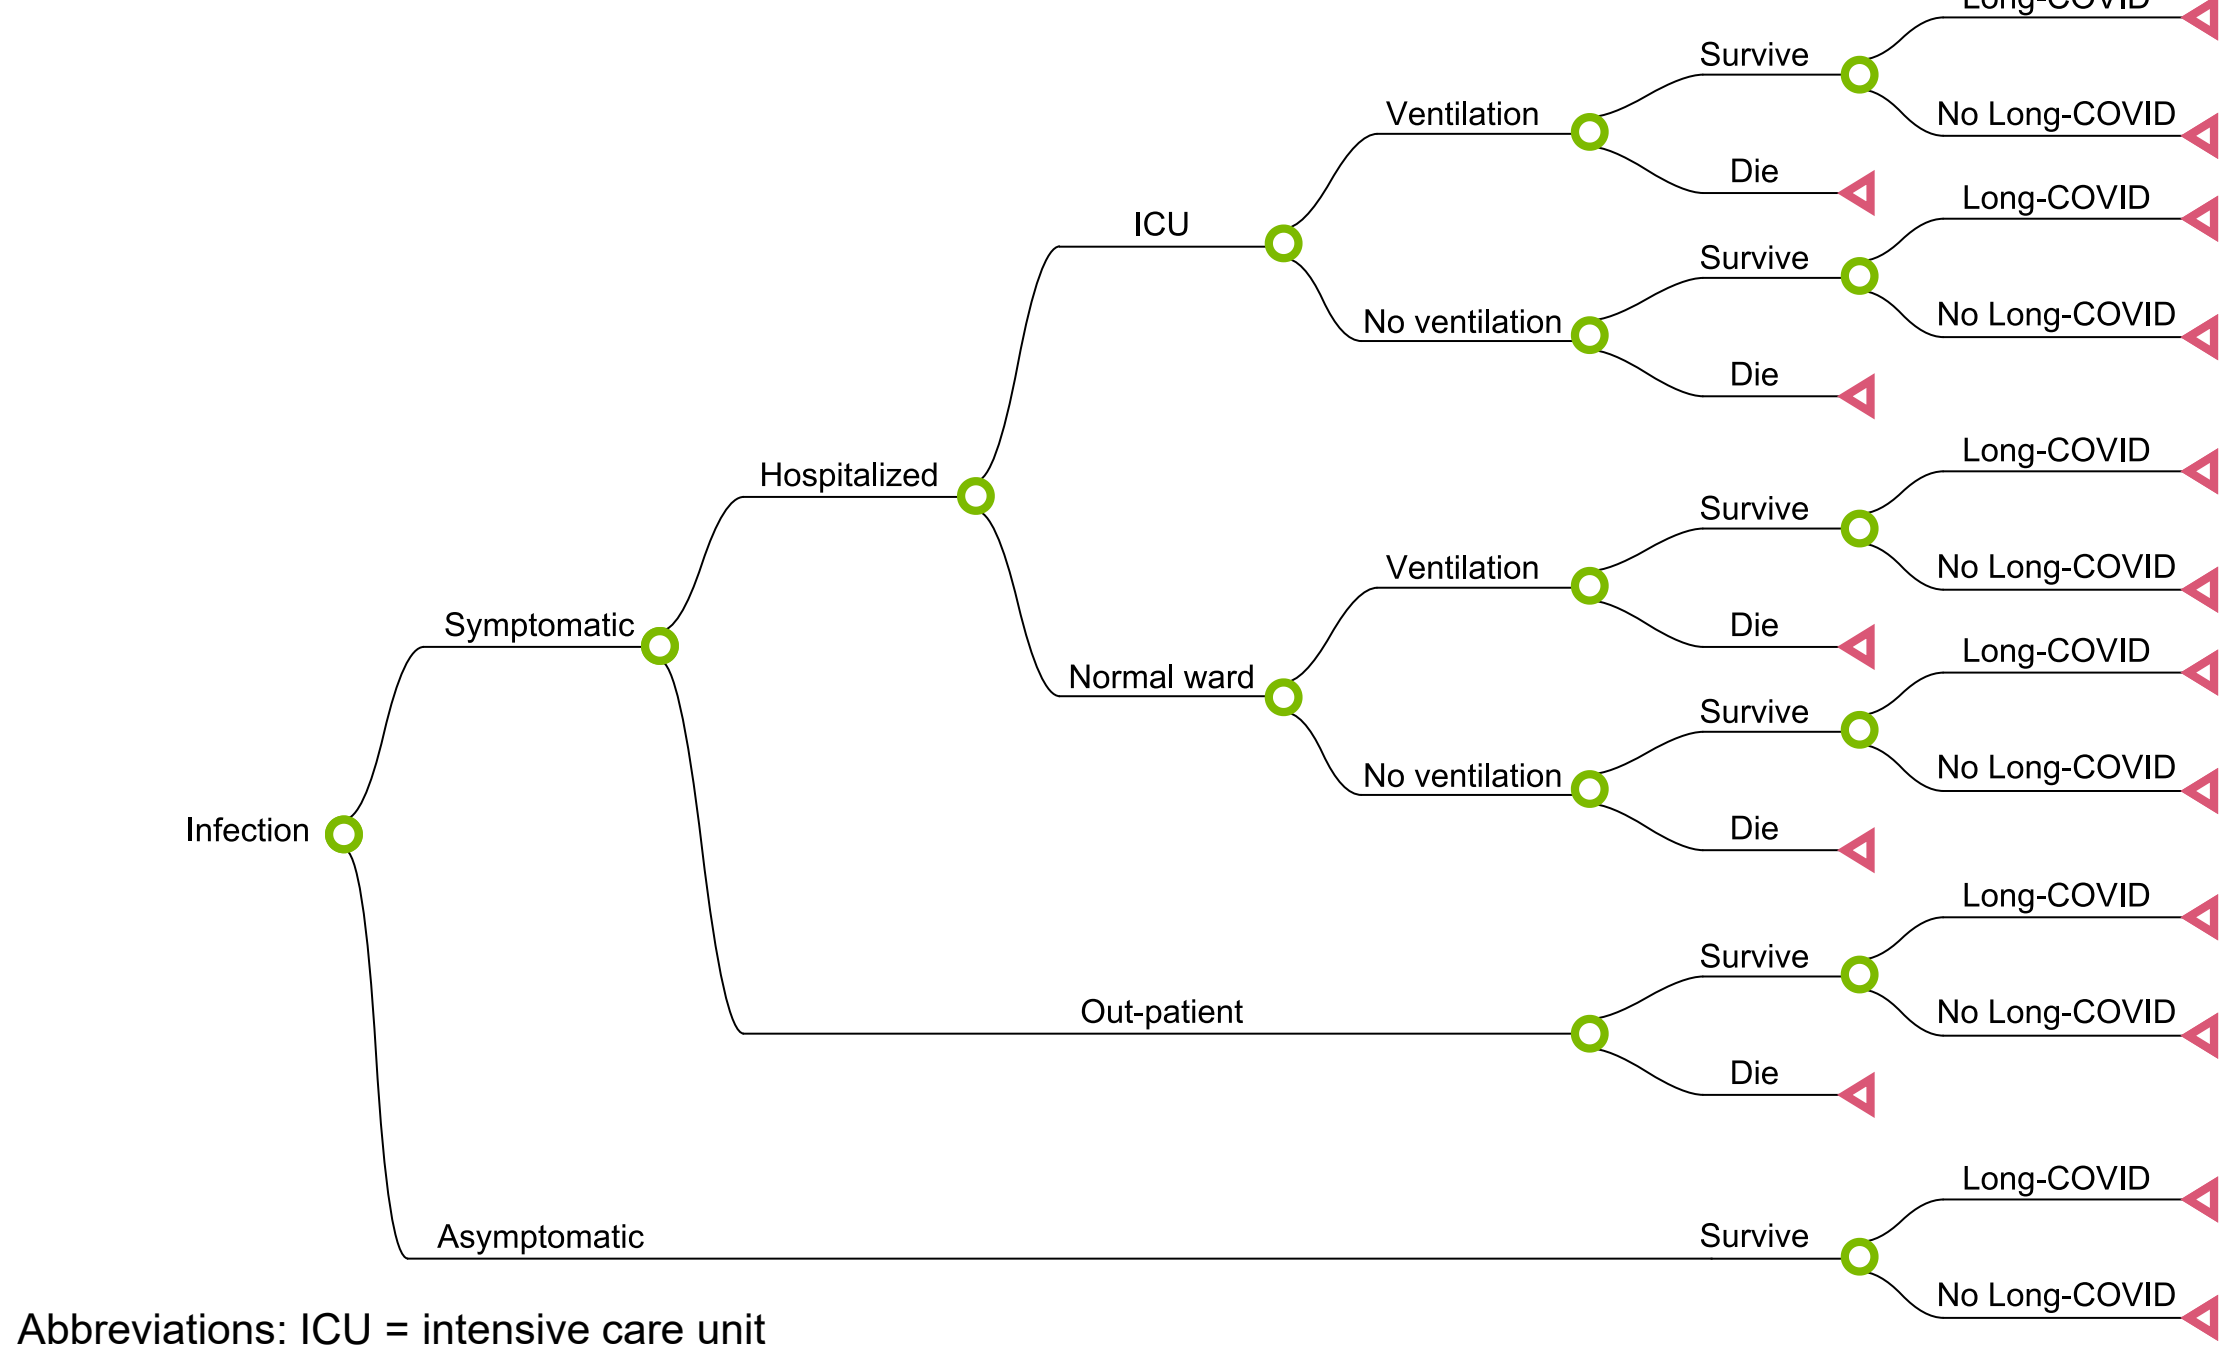 Long-COVID
Survive
Ventilation
No Long-COVID
Die
Long-COVID
ICU
Survive
No ventilation
No Long-COVID
Die
Long-COVID
Hospitalized
Survive
Ventilation
No Long-COVID
Symptomatic
Die
Long-COVID
Normal ward
Survive
No ventilation
No Long-COVID
Infection
Die
Long-COVID
Survive
Out-patient
No Long-COVID
Die
Long-COVID
Asymptomatic
Survive
No Long-COVID
Abbreviations: ICU = intensive care unit